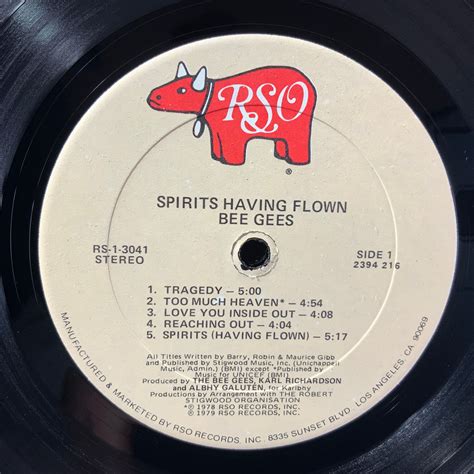 RSO
®
SPIRITS HAVING FLOWN
BEE GEES
RS-1-3041
STEREO
SIDE 1
2394 216
1. TRAGEDY – 5:00
2. TOO MUCH HEAVEN* – 4:54
3. LOVE YOU INSIDE OUT – 4:08
4. REACHING OUT – 4:04
5. SPIRITS (HAVING FLOWN) – 5:17
All Titles Written by Barry, Robin & Maurice Gibb
and Published by Stigwood Music, Inc. (Unichappell
Music, Admin.) (BMI) except *Published by
Music for UNICEF (BMI)
Produced by THE BEE GEES, KARL RICHARDSON and
ALBHY GALUTEN, for Karlbhy
Productions by Arrangement with THE ROBERT
STIGWOOD ORGANISATION
*℗ 1978 RSO RECORDS, INC.
℗ 1979 RSO RECORDS, INC.
MANUFACTURED & MARKETED BY RSO RECORDS, INC. 8335 SUNSET BLVD. LOS ANGELES, CA 90069